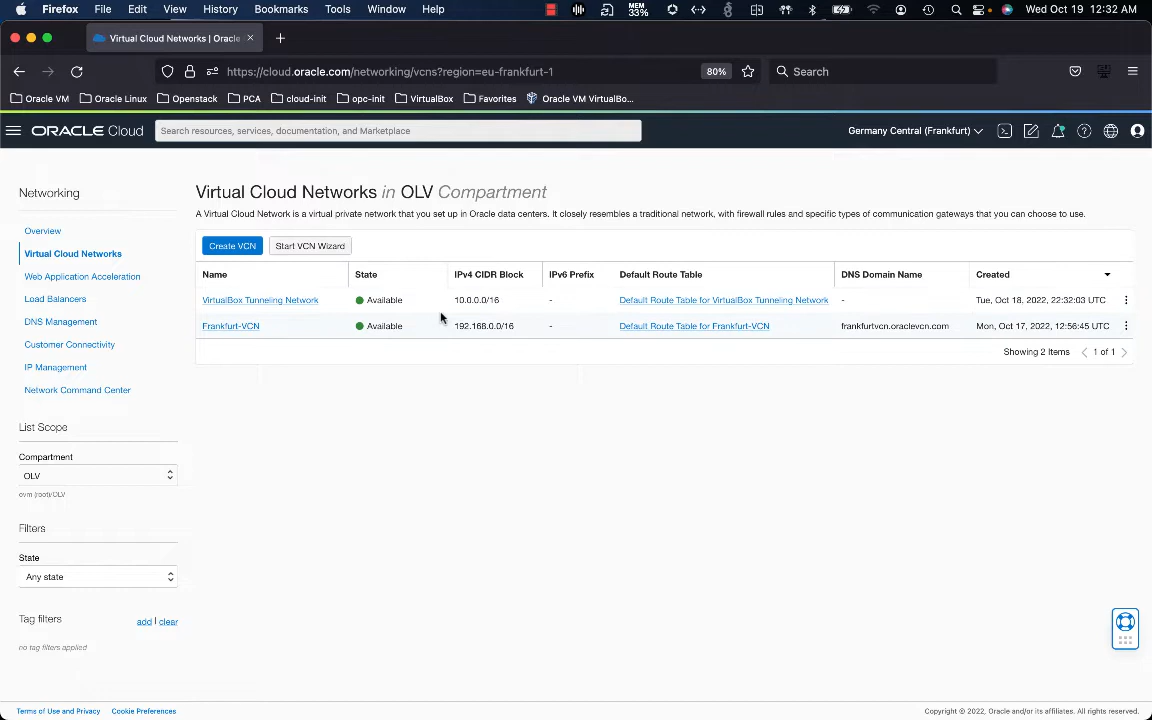 Firefox File Edit View History Bookmarks Tools Window Help MEM 33% Wed Oct 19 12:32 AM
Virtual Cloud Networks | Oracle
https://cloud.oracle.com/networking/vcns?region=eu-frankfurt-1 80% Search
Oracle VM Oracle Linux Openstack PCA cloud-init opc-init VirtualBox Favorites Oracle VM VirtualBo...
ORACLE Cloud Search resources, services, documentation, and Marketplace Germany Central (Frankfurt)
Networking
Overview
Virtual Cloud Networks
Web Application Acceleration
Load Balancers
DNS Management
Customer Connectivity
IP Management
Network Command Center
List Scope
Compartment
OLV
ovm (root)/OLV
Filters
State
Any state
Tag filters add | clear
no tag filters applied
Virtual Cloud Networks in OLV Compartment
A Virtual Cloud Network is a virtual private network that you set up in Oracle data centers. It closely resembles a traditional network, with firewall rules and specific types of communication gateways that you can choose to use.
Create VCN Start VCN Wizard
Name State IPv4 CIDR Block IPv6 Prefix Default Route Table DNS Domain Name Created
VirtualBox Tunneling Network Available 10.0.0.0/16 - Default Route Table for VirtualBox Tunneling Network - Tue, Oct 18, 2022, 22:32:03 UTC
Frankfurt-VCN Available 192.168.0.0/16 - Default Route Table for Frankfurt-VCN frankfurtvcn.oraclevcn.com Mon, Oct 17, 2022, 12:56:45 UTC
Showing 2 Items 1 of 1
Terms of Use and Privacy Cookie Preferences Copyright © 2022, Oracle and/or its affiliates. All rights reserved.